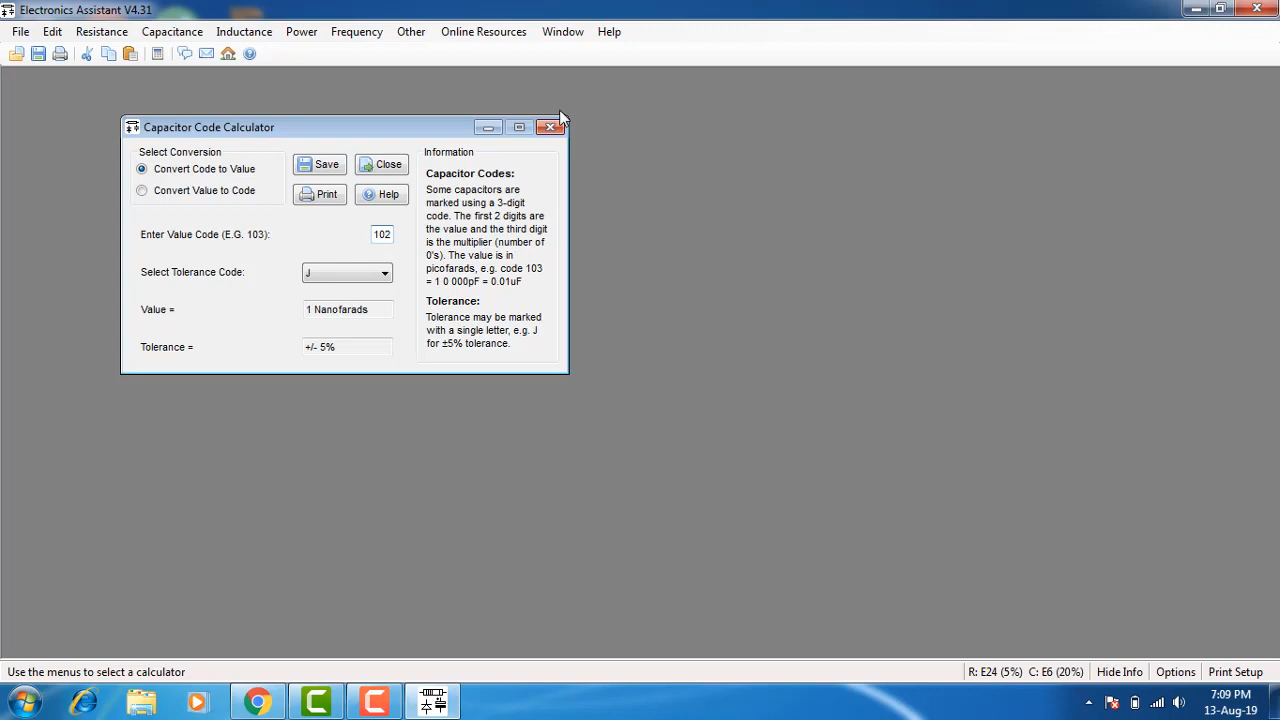 Electronics Assistant V4.31
File Edit Resistance Capacitance Inductance Power Frequency Other Online Resources Window Help
Capacitor Code Calculator
Select Conversion
Convert Code to Value
Convert Value to Code
Save
Close
Print
Help
Enter Value Code (E.G. 103):
102
Select Tolerance Code:
J
Value =
1 Nanofarads
Tolerance =
+/- 5%
Information
Capacitor Codes:
Some capacitors are
marked using a 3-digit
code. The first 2 digits are
the value and the third digit
is the multiplier (number of
0's). The value is in
picofarads, e.g. code 103
= 1 0 000pF = 0.01uF
Tolerance:
Tolerance may be marked
with a single letter, e.g. J
for ±5% tolerance.
Use the menus to select a calculator
R: E24 (5%) C: E6 (20%)
Hide Info
Options
Print Setup
7:09 PM
13-Aug-19